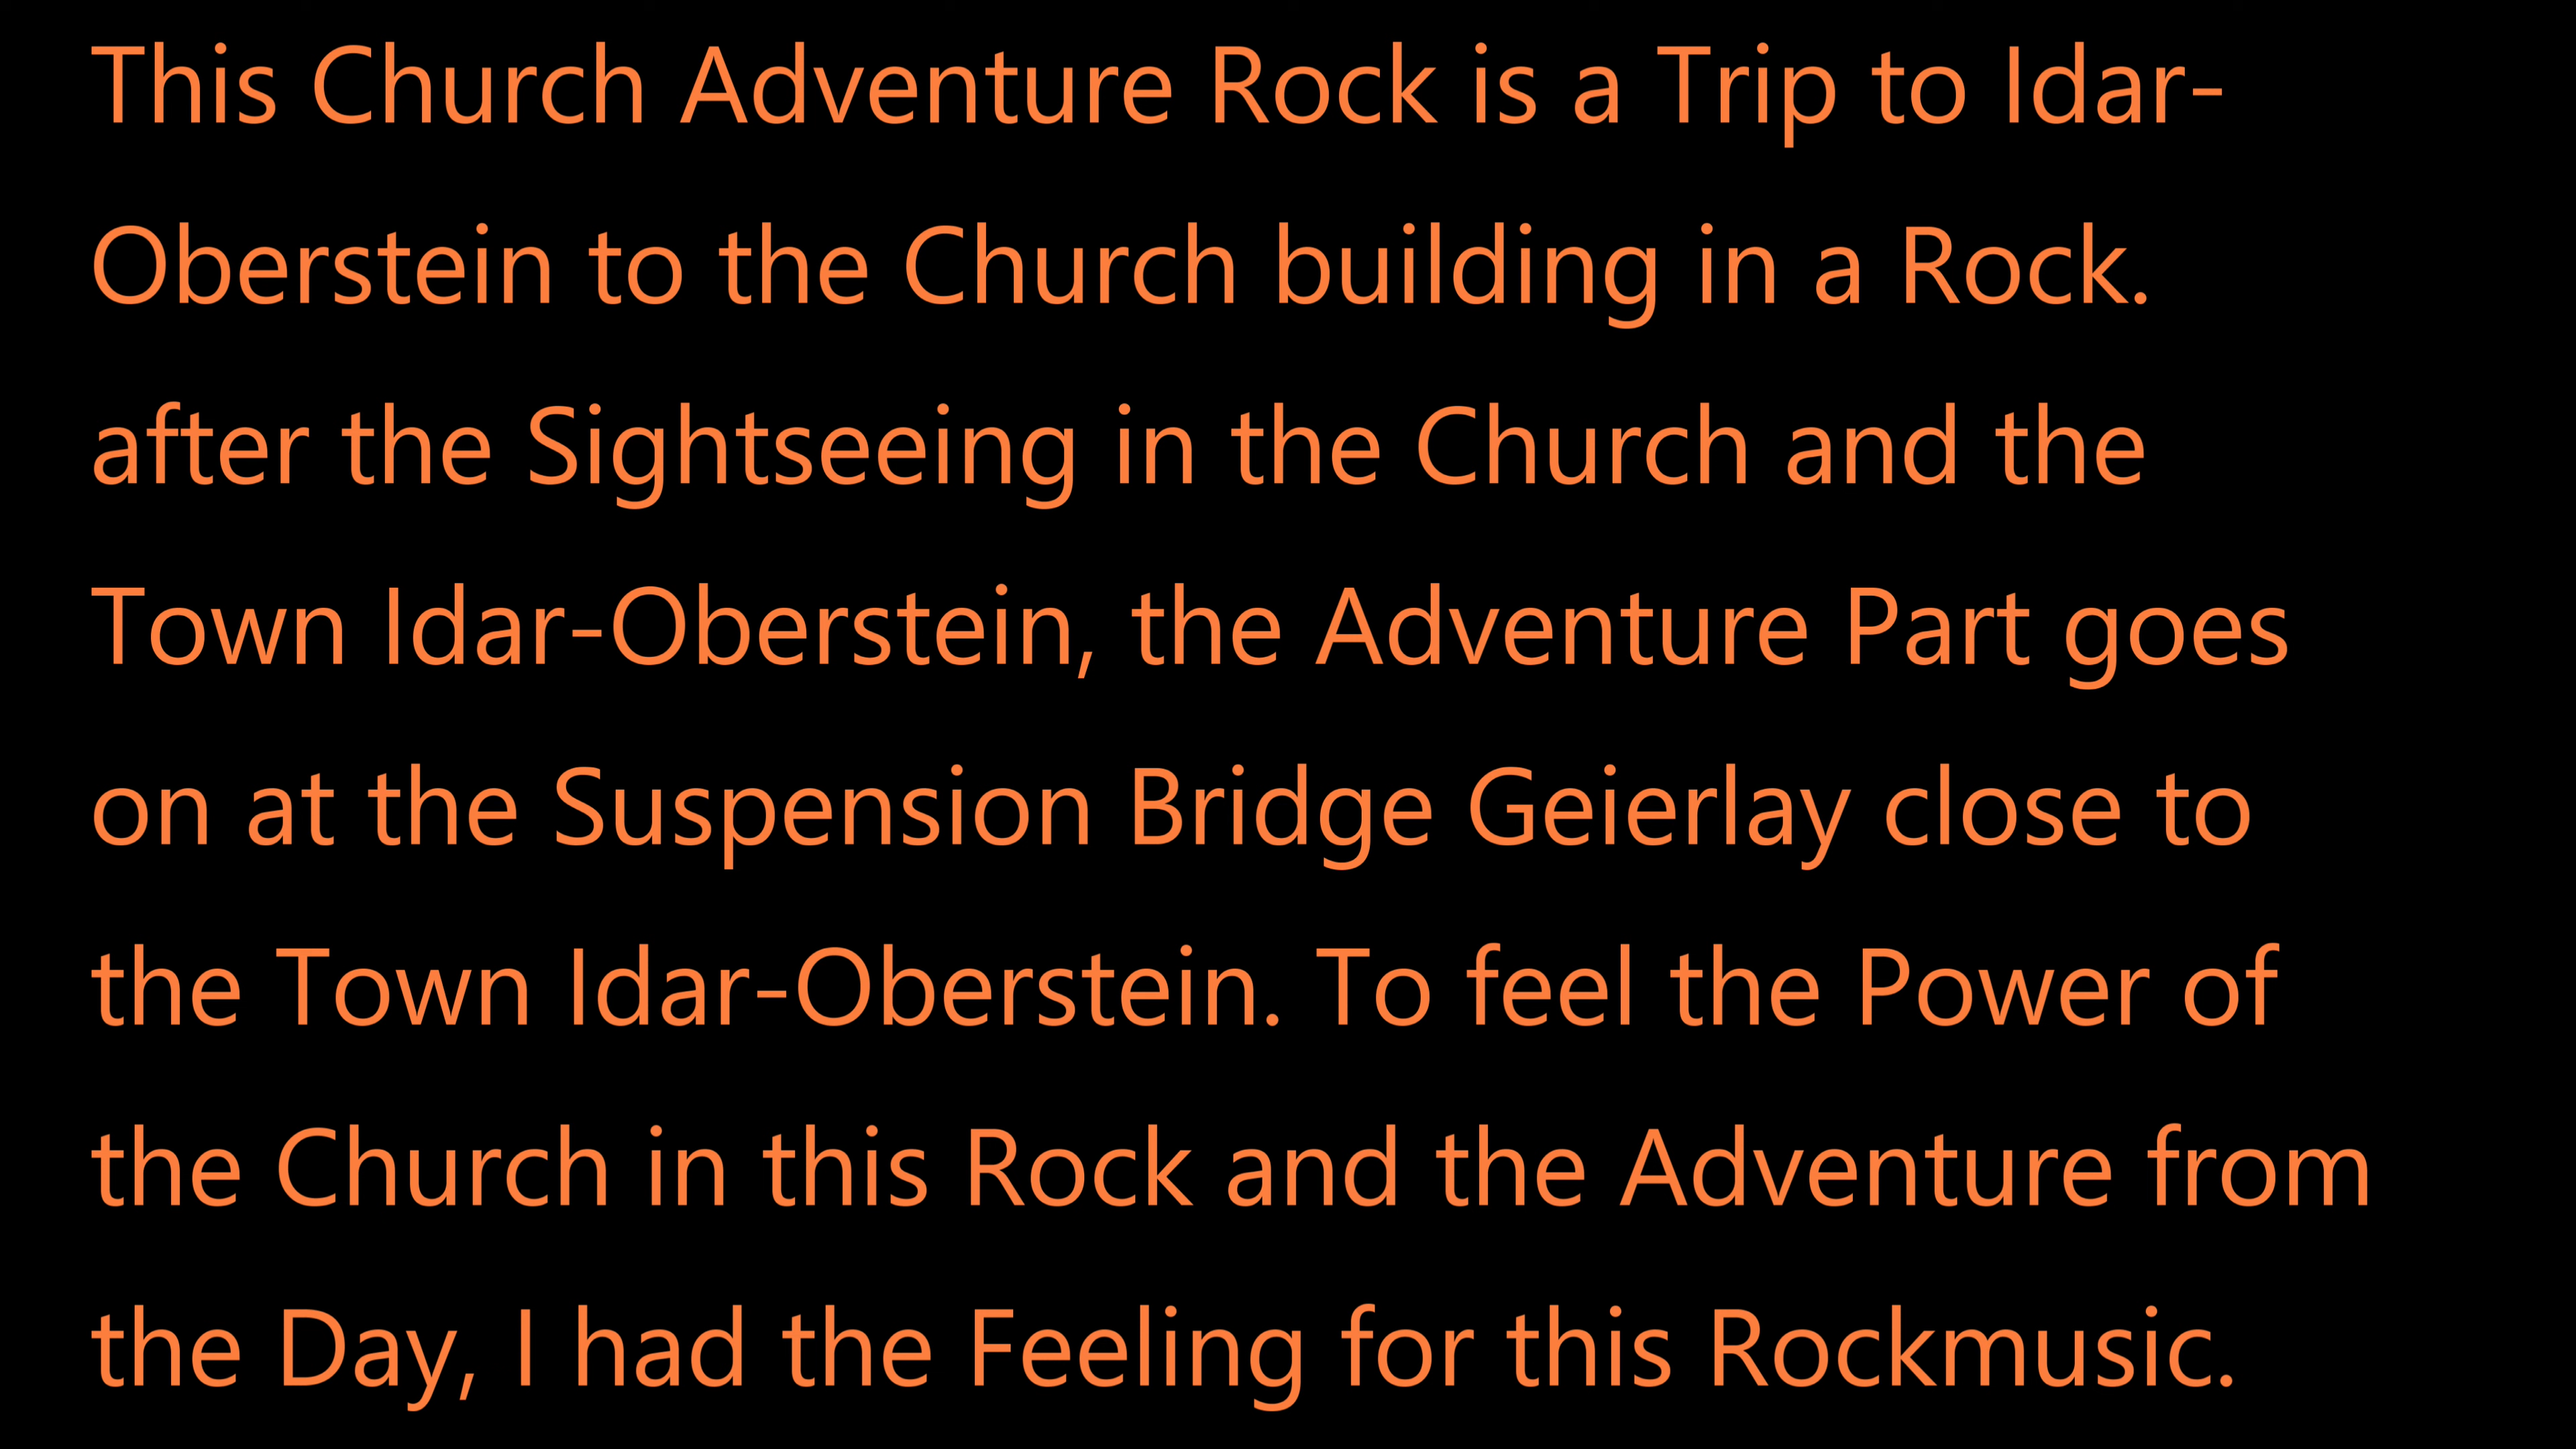 This Church Adventure Rock is a Trip to Idar-
Oberstein to the Church building in a Rock.
after the Sightseeing in the Church and the
Town Idar-Oberstein, the Adventure Part goes
on at the Suspension Bridge Geierlay close to
the Town Idar-Oberstein. To feel the Power of
the Church in this Rock and the Adventure from
the Day, I had the Feeling for this Rockmusic.